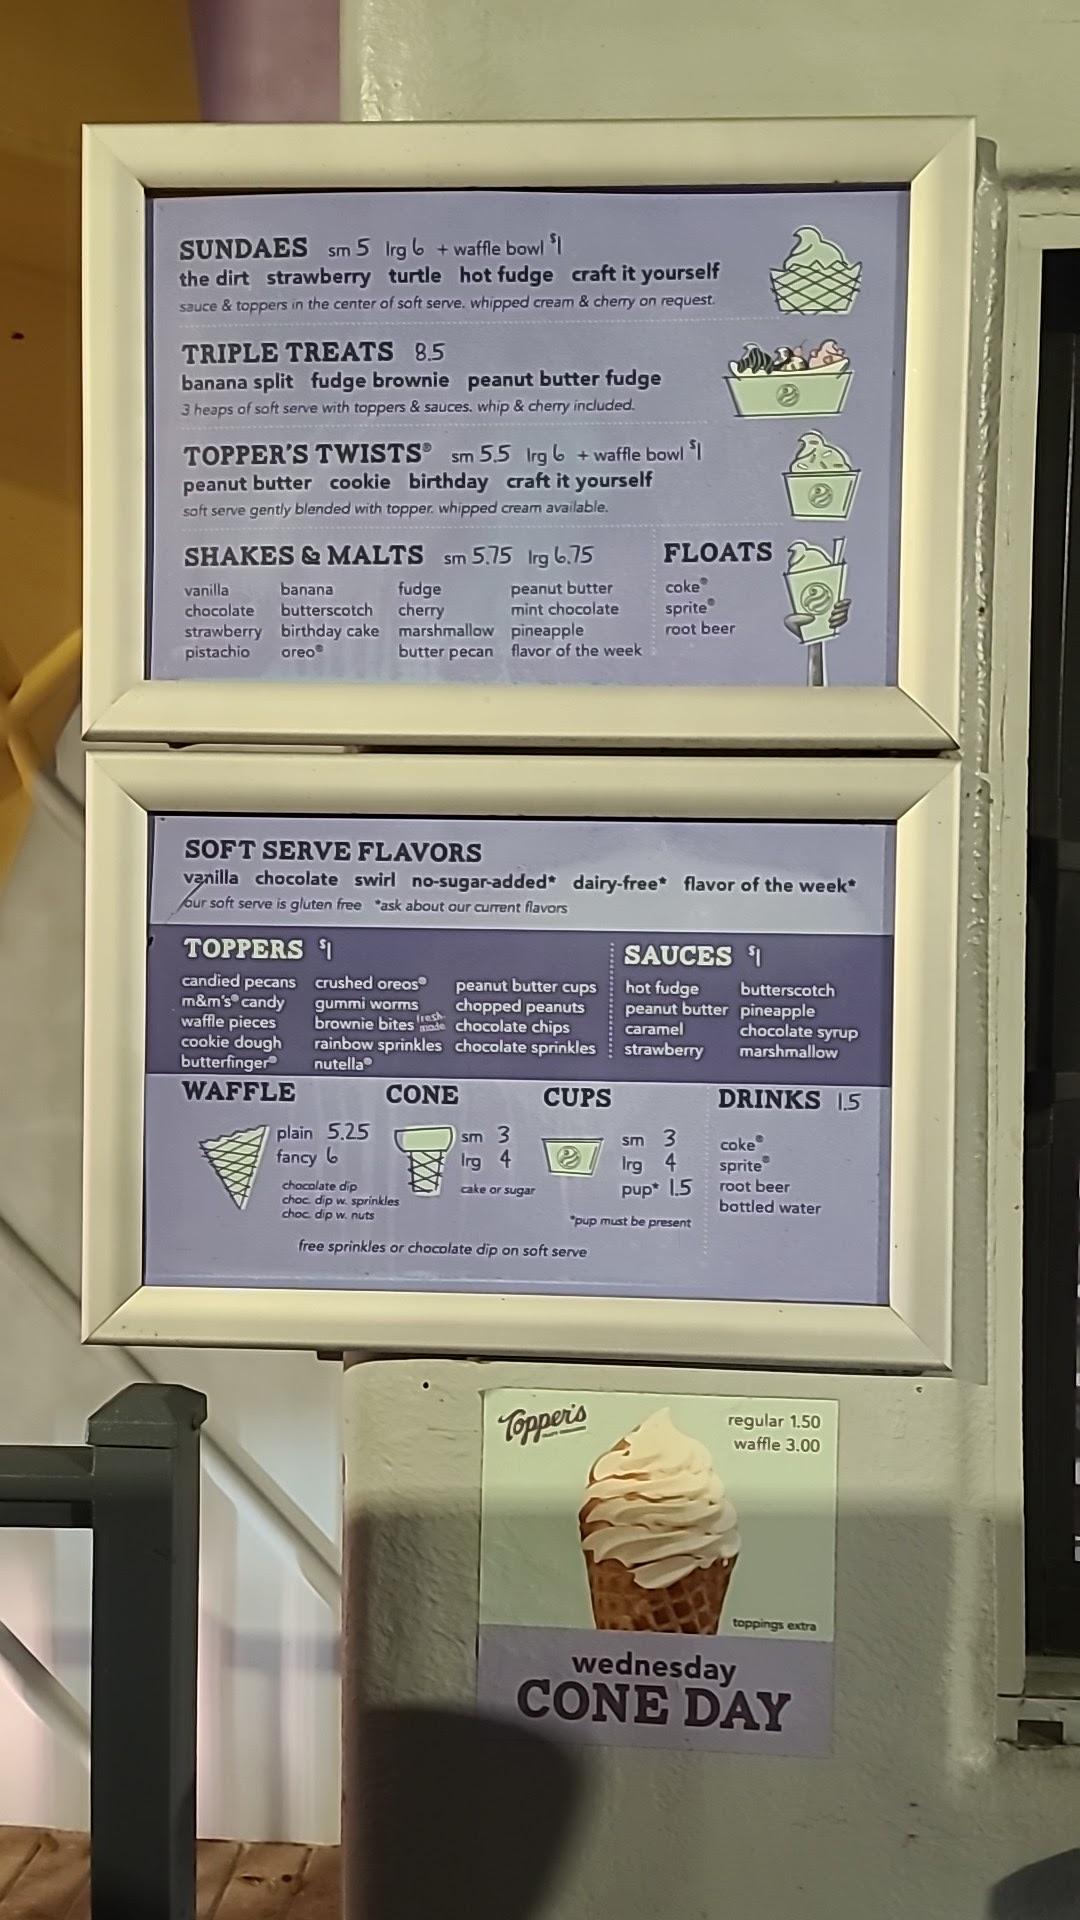 SUNDAES sm 5 lrg 6 + waffle bowl $1
the dirt strawberry turtle hot fudge craft it yourself
sauce & toppers in the center of soft serve. whipped cream & cherry on request.
TRIPLE TREATS 8.5
banana split fudge brownie peanut butter fudge
3 heaps of soft serve with toppers & sauces. whip & cherry included.
TOPPER'S TWISTS® sm 5.5 lrg 6 + waffle bowl $1
peanut butter cookie birthday craft it yourself
soft serve gently blended with topper. whipped cream available.
SHAKES & MALTS sm 5.75 lrg 6.75
vanilla banana fudge peanut butter
chocolate butterscotch cherry mint chocolate
strawberry birthday cake marshmallow pineapple
pistachio oreo® butter pecan flavor of the week
FLOATS
coke®
sprite®
root beer
SOFT SERVE FLAVORS
vanilla chocolate swirl no-sugar-added* dairy-free* flavor of the week*
our soft serve is gluten free *ask about our current flavors
TOPPERS $1
candied pecans crushed oreos® peanut butter cups
m&m's® candy gummi worms chopped peanuts
waffle pieces brownie bites fresh made chocolate chips
cookie dough rainbow sprinkles chocolate sprinkles
butterfinger® nutella®
SAUCES $1
hot fudge butterscotch
peanut butter pineapple
caramel chocolate syrup
strawberry marshmallow
WAFFLE
plain 5.25
fancy 6
chocolate dip
choc. dip w. sprinkles
choc. dip w. nuts
CONE
sm 3
lrg 4
cake or sugar
CUPS
sm 3
lrg 4
pup* 1.5
*pup must be present
free sprinkles or chocolate dip on soft serve
DRINKS 1.5
coke®
sprite®
root beer
bottled water
Topper's
regular 1.50
waffle 3.00
toppings extra
wednesday
CONE DAY